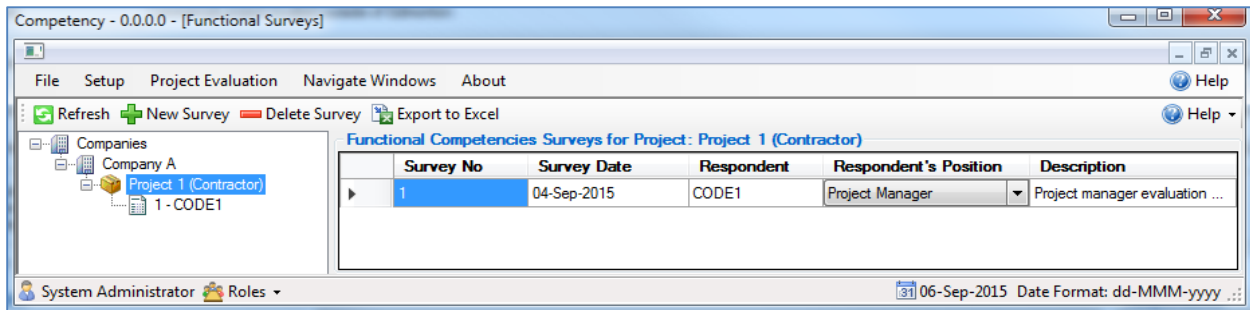 Competency - 0.0.0.0 - [Functional Surveys]
File Setup Project Evaluation Navigate Windows About Help
Refresh New Survey Delete Survey Export to Excel Help
Companies
Company A
Project 1 (Contractor)
1 - CODE1
Functional Competencies Surveys for Project: Project 1 (Contractor)
Survey No Survey Date Respondent Respondent's Position Description
1 04-Sep-2015 CODE1 Project Manager Project manager evaluation ...
System Administrator Roles 31 06-Sep-2015 Date Format: dd-MMM-yyyy